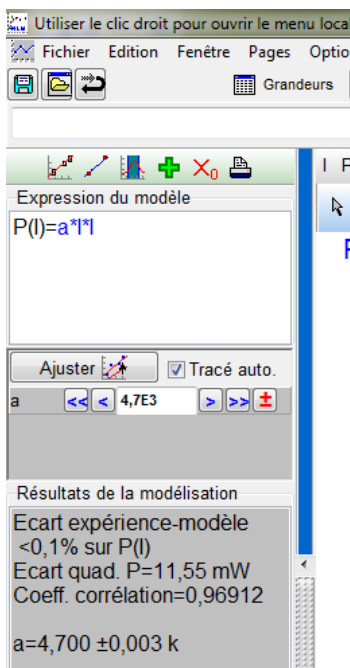 Utiliser le clic droit pour ouvrir le menu loca
Fichier Edition Fenêtre Pages Optio
Grandeurs
Expression du modèle
P(I)=a*I*I
Ajuster Tracé auto.
a << < 4,7E3 > >> ±
Résultats de la modélisation
Ecart expérience-modèle
<0,1% sur P(I)
Ecart quad. P=11,55 mW
Coeff. corrélation=0,96912
a=4,700 ±0,003 k